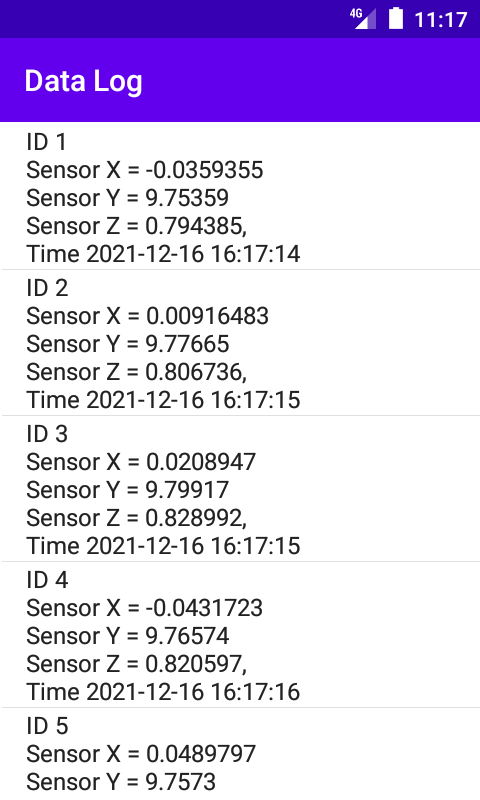 4G 11:17
Data Log
ID 1
Sensor X = -0.0359355
Sensor Y = 9.75359
Sensor Z = 0.794385,
Time 2021-12-16 16:17:14
ID 2
Sensor X = 0.00916483
Sensor Y = 9.77665
Sensor Z = 0.806736,
Time 2021-12-16 16:17:15
ID 3
Sensor X = 0.0208947
Sensor Y = 9.79917
Sensor Z = 0.828992,
Time 2021-12-16 16:17:15
ID 4
Sensor X = -0.0431723
Sensor Y = 9.76574
Sensor Z = 0.820597,
Time 2021-12-16 16:17:16
ID 5
Sensor X = 0.0489797
Sensor Y = 9.7573